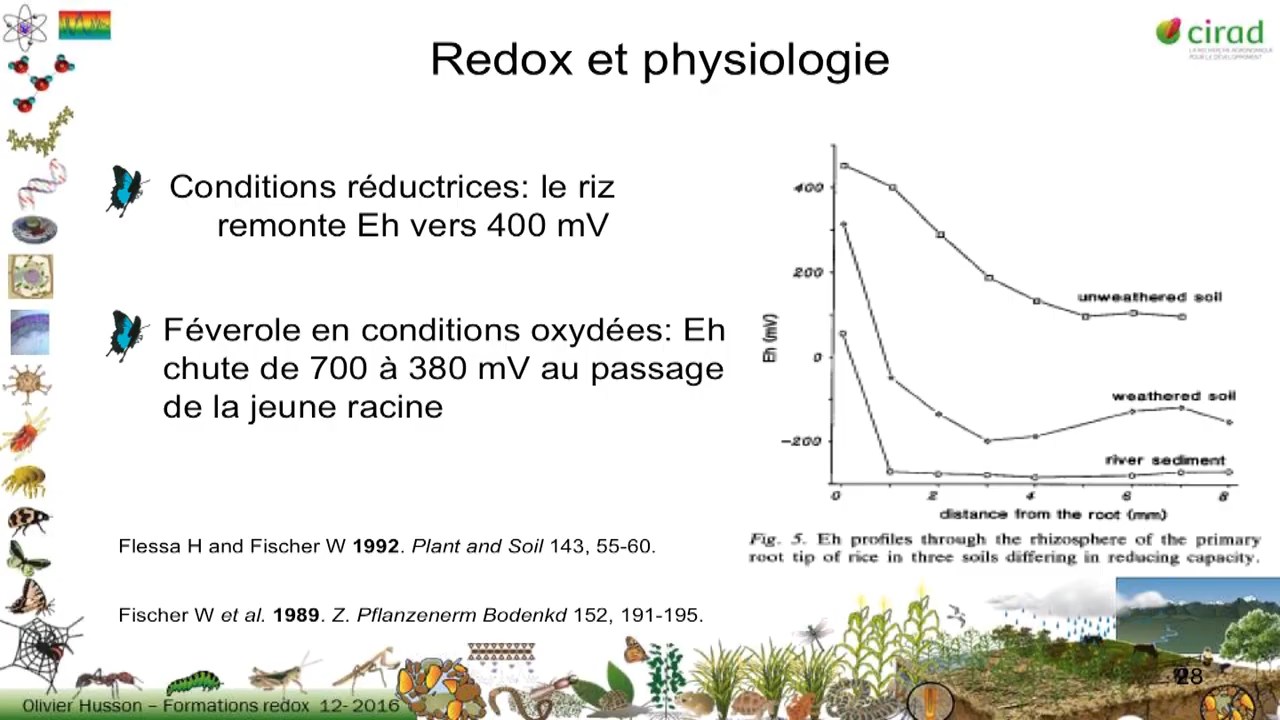 Redox et physiologie
cirad
LA RECHERCHE AGRONOMIQUE
POUR LE DÉVELOPPEMENT
Conditions réductrices: le riz
remonte Eh vers 400 mV
Féverole en conditions oxydées: Eh
chute de 700 à 380 mV au passage
de la jeune racine
400
200
0
-200
Eh (mV)
unweathered soil
weathered soil
river sediment
0 2 4 6 8
distance from the root (mm)
Fig. 5. Eh profiles through the rhizosphere of the primary
root tip of rice in three soils differing in reducing capacity.
Flessa H and Fischer W 1992. Plant and Soil 143, 55-60.
Fischer W et al. 1989. Z. Pflanzenerm Bodenkd 152, 191-195.
Olivier Husson – Formations redox 12- 2016